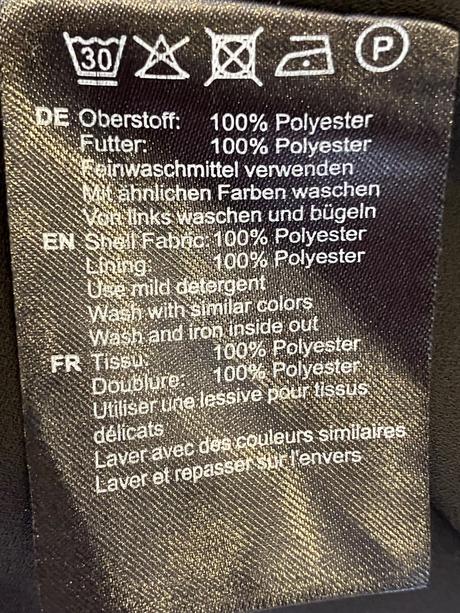 30 P
DE Oberstoff: 100% Polyester
Futter: 100% Polyester
Feinwaschmittel verwenden
Mit ähnlichen Farben waschen
Von links waschen und bügeln
EN Shell Fabric: 100% Polyester
Lining: 100% Polyester
Use mild detergent
Wash with similar colors
Wash and iron inside out
FR Tissu: 100% Polyester
Doublure: 100% Polyester
Utiliser une lessive pour tissus
délicats
Laver avec des couleurs similaires
Laver et repasser sur l'envers